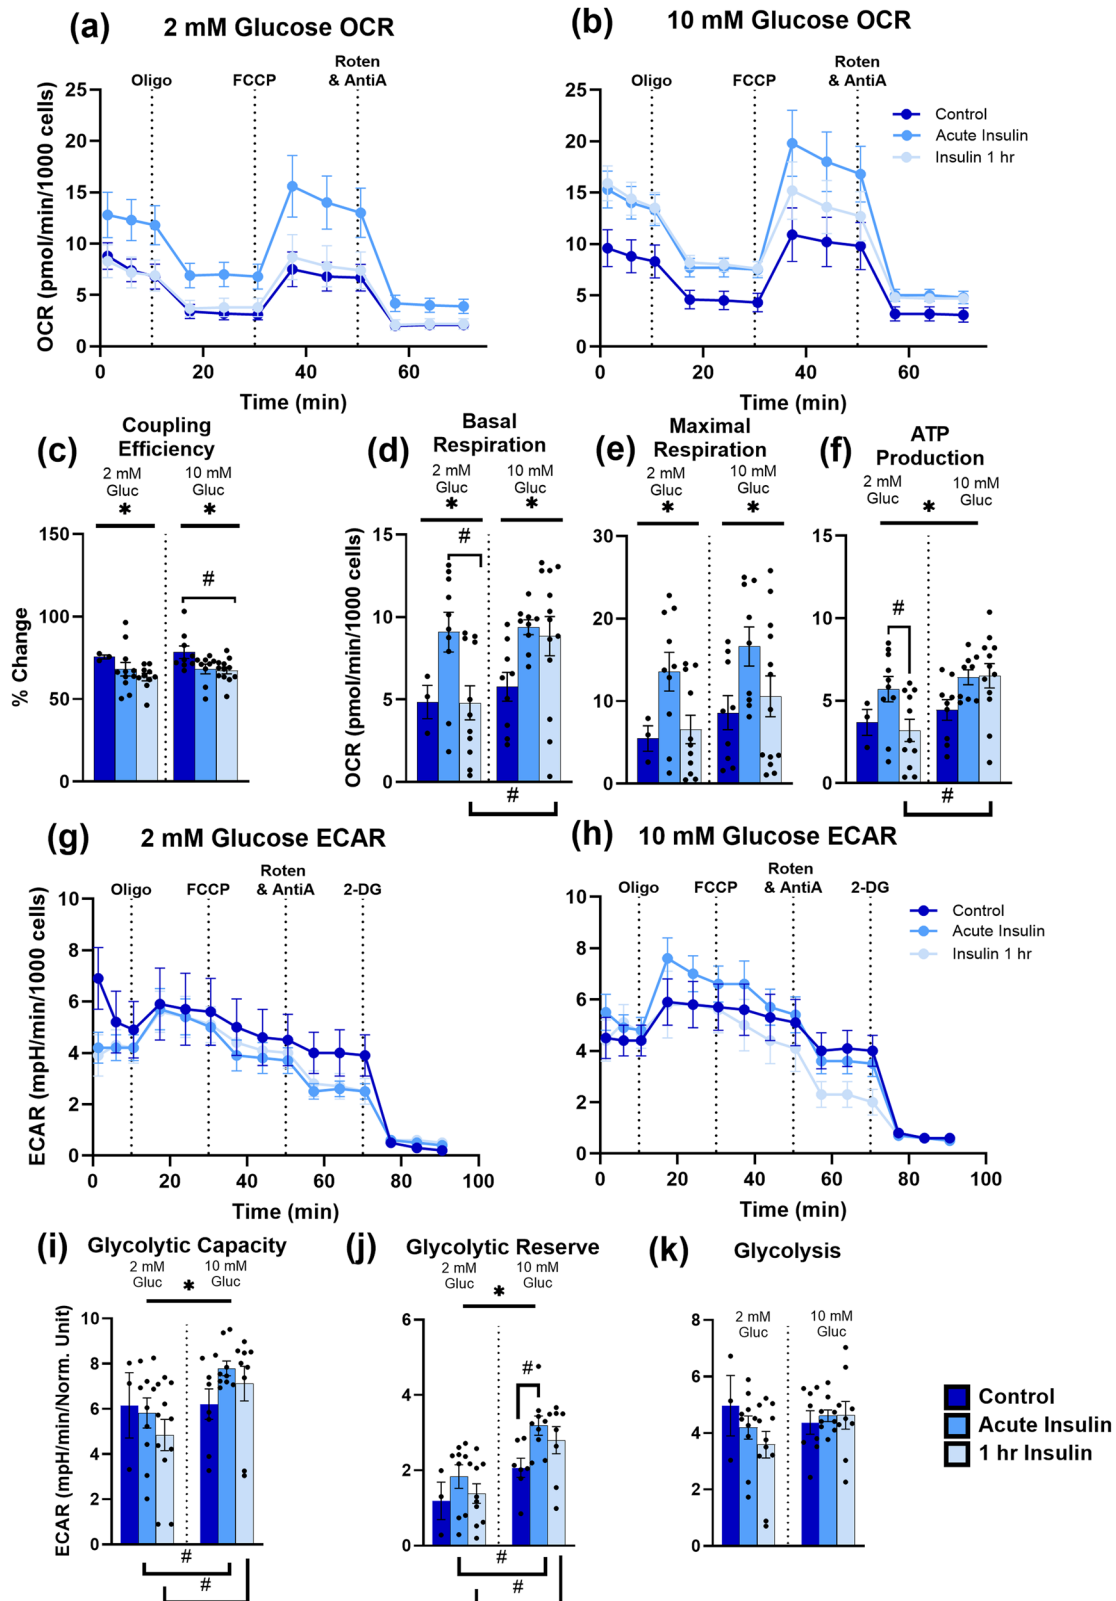 (a) 2 mM Glucose OCR
Oligo FCCP Roten
& AntiA
OCR (pmol/min/1000 cells)
25
20
15
10
5
0
0 20 40 60
Time (min)
(b) 10 mM Glucose OCR
Oligo FCCP Roten
& AntiA
25
20
15
10
5
0
0 20 40 60
Time (min)
Control
Acute Insulin
Insulin 1 hr
(c) Coupling
Efficiency
2 mM
Gluc
10 mM
Gluc
* *
#
% Change
150
100
50
0
(d) Basal
Respiration
2 mM
Gluc
10 mM
Gluc
* *
#
OCR (pmol/min/1000 cells)
15
10
5
0
#
(e) Maximal
Respiration
2 mM
Gluc
10 mM
Gluc
* *
30
20
10
0
(f) ATP
Production
2 mM
Gluc
10 mM
Gluc
*
#
15
10
5
0
#
(g) 2 mM Glucose ECAR
Oligo FCCP Roten
& AntiA 2-DG
ECAR (mpH/min/1000 cells)
10
8
6
4
2
0
0 20 40 60 80 100
Time (min)
(h) 10 mM Glucose ECAR
Oligo FCCP Roten
& AntiA 2-DG
10
8
6
4
2
0
0 20 40 60 80 100
Time (min)
Control
Acute Insulin
Insulin 1 hr
(i) Glycolytic Capacity
2 mM
Gluc
10 mM
Gluc
*
ECAR (mpH/min/Norm. Unit)
10
8
6
4
2
0
#
#
(j) Glycolytic Reserve
2 mM
Gluc
10 mM
Gluc
*
#
6
4
2
0
#
#
(k) Glycolysis
2 mM
Gluc
10 mM
Gluc
8
6
4
2
0
Control
Acute Insulin
1 hr Insulin